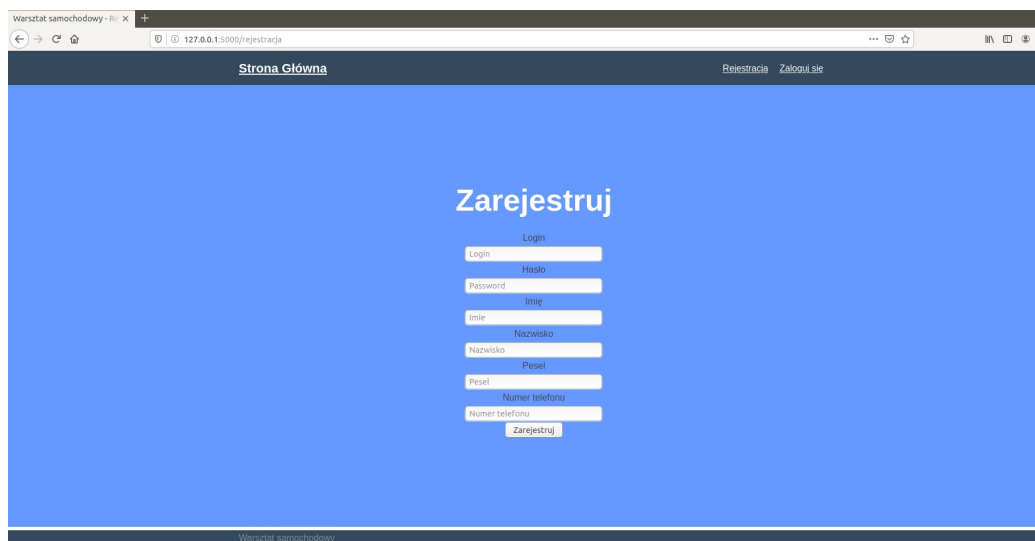 Warsztat samochodowy - Re
127.0.0.1:5000/rejestracja
Strona Główna
Rejestracja Zaloguj się
Zarejestruj
Login
Login
Hasło
Password
Imię
Imie
Nazwisko
Nazwisko
Pesel
Pesel
Numer telefonu
Numer telefonu
Zarejestruj
Warsztat samochodowy